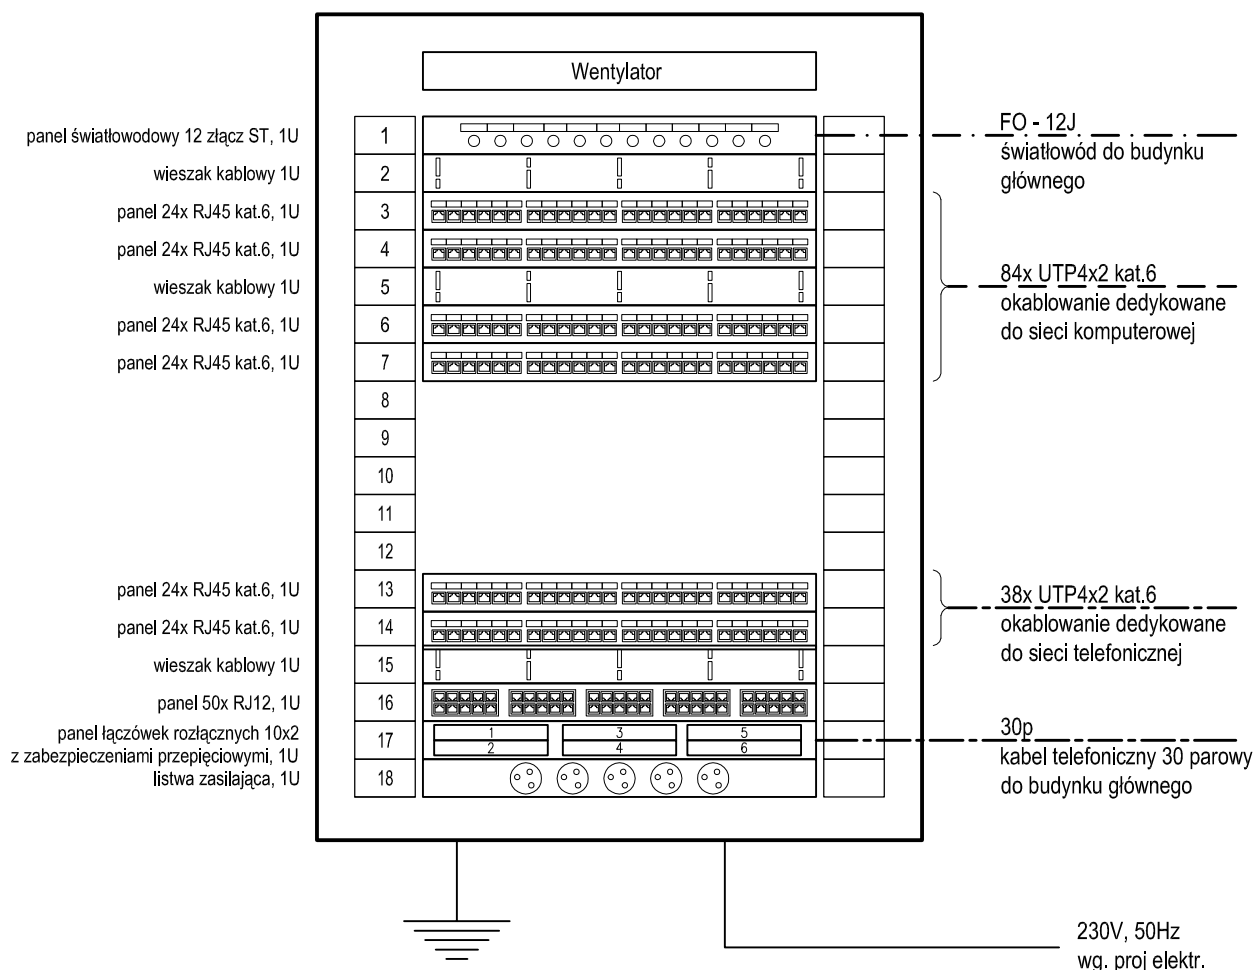 Wentylator
panel światłowodowy 12 złącz ST, 1U
1
FO - 12J
światłowód do budynku
głównego
wieszak kablowy 1U
2
panel 24x RJ45 kat.6, 1U
3
panel 24x RJ45 kat.6, 1U
4
wieszak kablowy 1U
5
84x UTP4x2 kat.6
okablowanie dedykowane
do sieci komputerowej
panel 24x RJ45 kat.6, 1U
6
panel 24x RJ45 kat.6, 1U
7
8
9
10
11
12
panel 24x RJ45 kat.6, 1U
13
38x UTP4x2 kat.6
okablowanie dedykowane
do sieci telefonicznej
panel 24x RJ45 kat.6, 1U
14
wieszak kablowy 1U
15
panel 50x RJ12, 1U
16
panel łączówek rozłącznych 10x2
z zabezpieczeniami przepięciowymi, 1U
17
1 3 5
2 4 6
30p
kabel telefoniczny 30 parowy
do budynku głównego
listwa zasilająca, 1U
18
230V, 50Hz
wg. proj elektr.